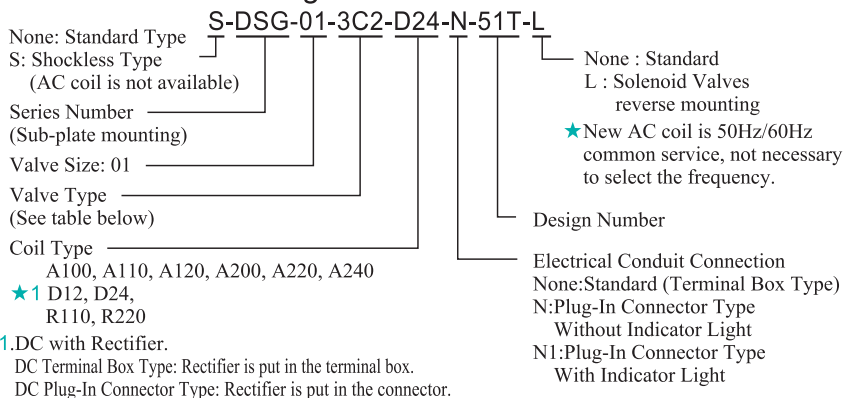 S-DSG-01-3C2-D24-N-51T-L
None: Standard Type
S: Shockless Type
(AC coil is not available)
Series Number
(Sub-plate mounting)
Valve Size: 01
Valve Type
(See table below)
Coil Type
A100, A110, A120, A200, A220, A240
★1 D12, D24,
R110, R220
1.DC with Rectifier.
DC Terminal Box Type: Rectifier is put in the terminal box.
DC Plug-In Connector Type: Rectifier is put in the connector.
None : Standard
L : Solenoid Valves
reverse mounting
★New AC coil is 50Hz/60Hz
common service, not necessary
to select the frequency.
Design Number
Electrical Conduit Connection
None:Standard (Terminal Box Type)
N:Plug-In Connector Type
Without Indicator Light
N1:Plug-In Connector Type
With Indicator Light